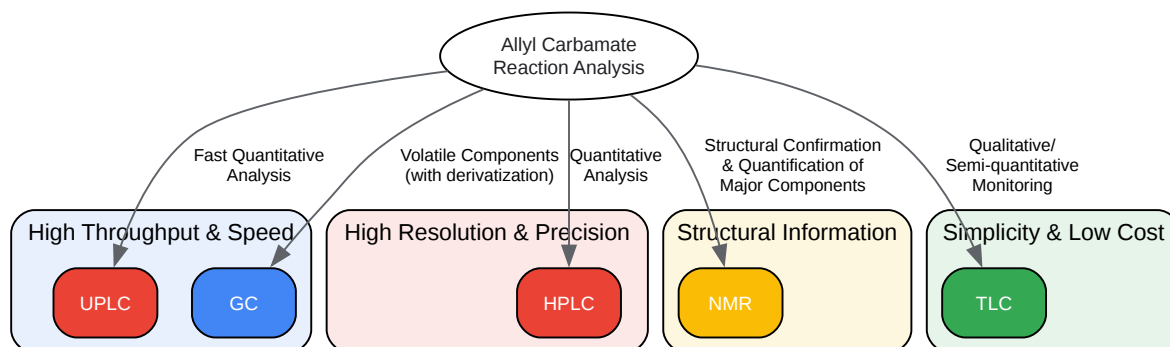 Allyl Carbamate
Reaction Analysis
Fast Quantitative
Analysis
Volatile Components
(with derivatization)
Quantitative
Analysis
Structural Confirmation
& Quantification of
Major Components
Qualitative/
Semi-quantitative
Monitoring
High Throughput & Speed
High Resolution & Precision
Structural Information
Simplicity & Low Cost
UPLC
GC
HPLC
NMR
TLC